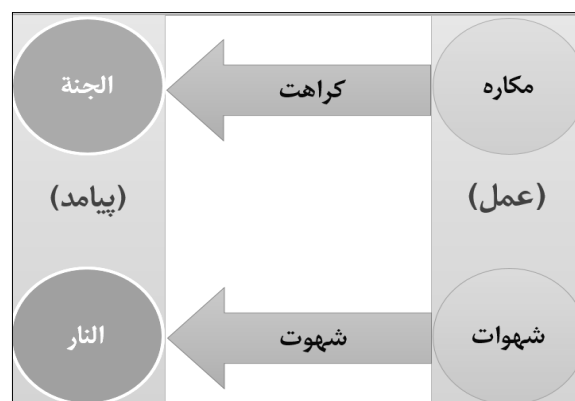 مکاره
کراهت
الجنة
(عمل)
(پیامد)
شهوات
شهوت
النار